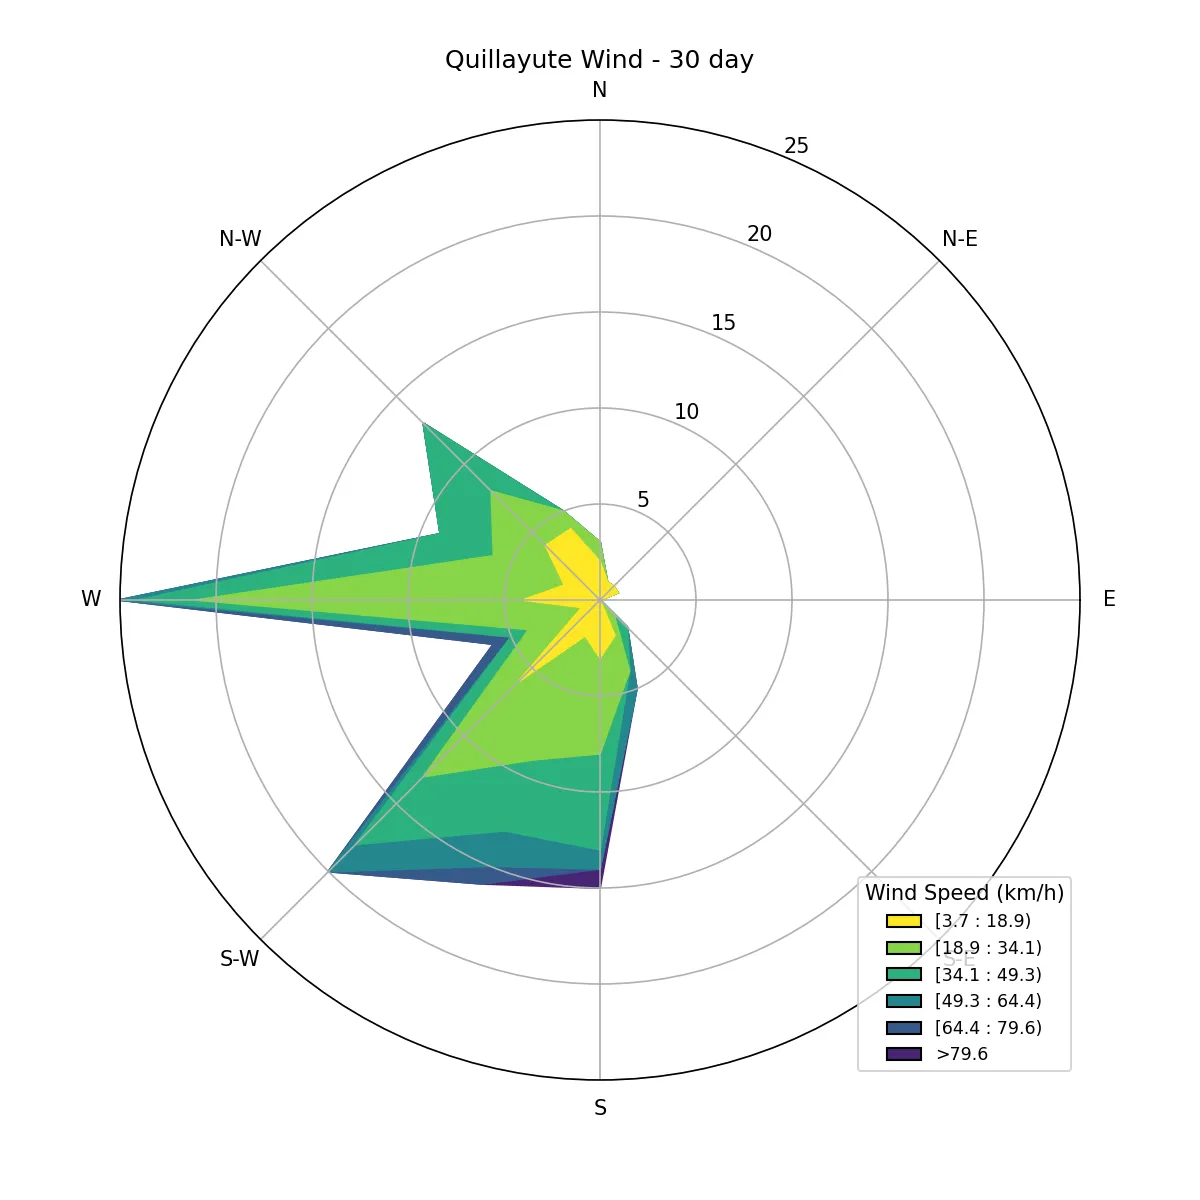 Quillayute Wind - 30 day
N
25
N-W
N-E
20
15
10
5
W
E
S-W
S-E
S
Wind Speed (km/h)
[3.7 : 18.9)
[18.9 : 34.1)
[34.1 : 49.3)
[49.3 : 64.4)
[64.4 : 79.6)
>79.6